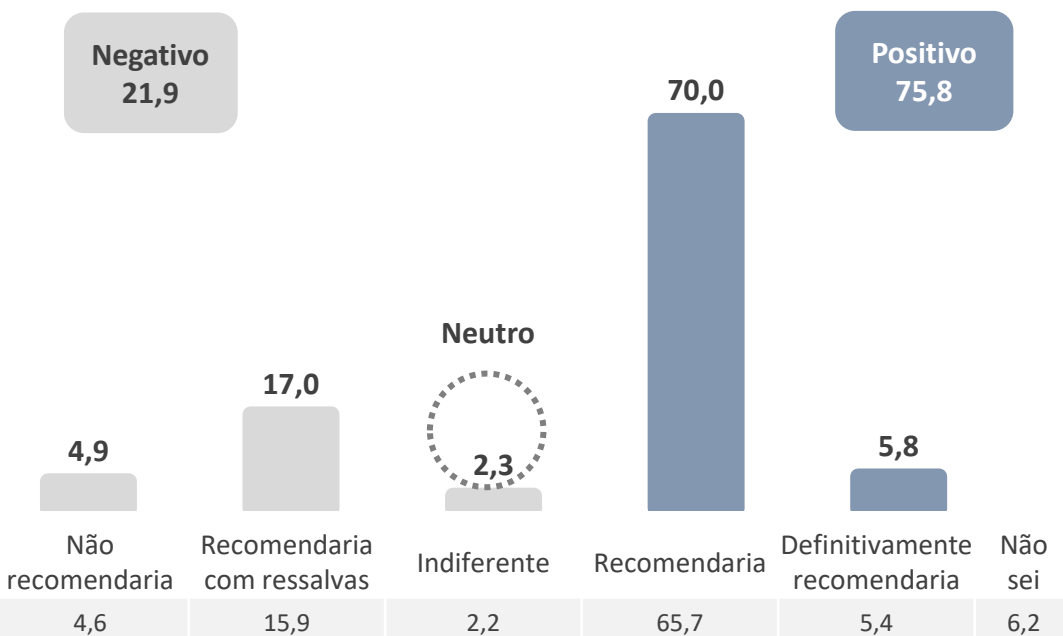 Negativo
21,9
Positivo
75,8
70,0
Neutro
17,0
4,9
2,3
5,8
Não
recomendaria
Recomendaria
com ressalvas
Indiferente
Recomendaria
Definitivamente
recomendaria
Não
sei
4,6
15,9
2,2
65,7
5,4
6,2